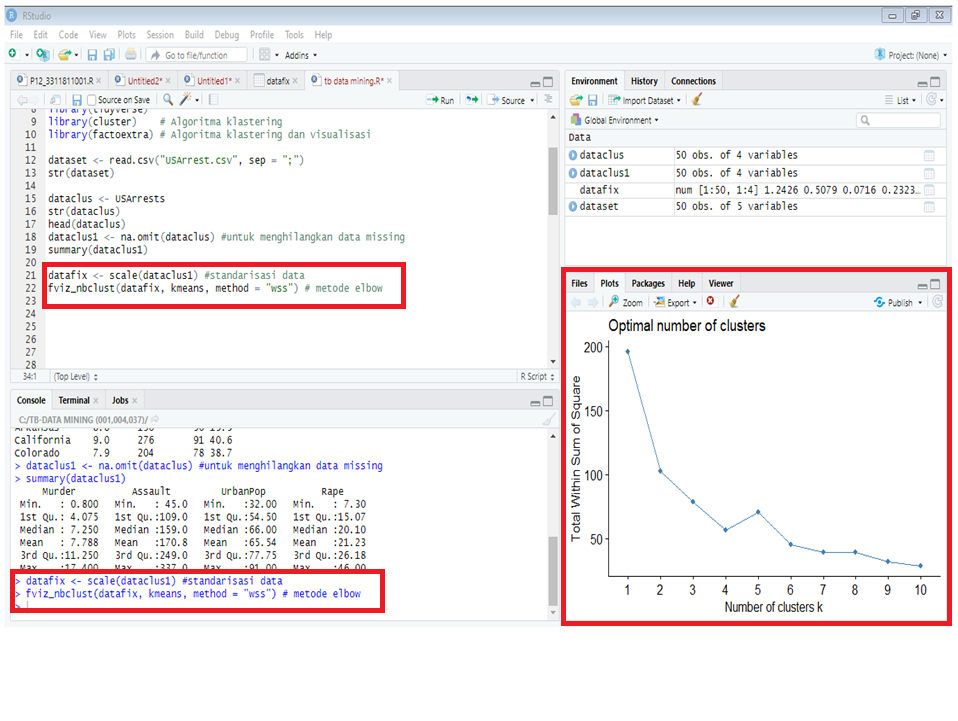 RStudio
File Edit Code View Plots Session Build Debug Profile Tools Help
Go to file/function
Addins
Project: (None)
P12_3311811001.R
Untitled2*
Untitled1*
datafix
tb data mining.R*
Source on Save
Run
Source
8 library(tidyverse)
9 library(cluster) # Algoritma klastering
10 library(factoextra) # Algoritma klastering dan visualisasi
11
12 dataset <- read.csv("USArrest.csv", sep = ";")
13 str(dataset)
14
15 dataclus <- USArrests
16 str(dataclus)
17 head(dataclus)
18 dataclus1 <- na.omit(dataclus) #untuk menghilangkan data missing
19 summary(dataclus1)
20
21 datafix <- scale(dataclus1) #standarisasi data
22 fviz_nbclust(datafix, kmeans, method = "wss") # metode elbow
23
24
25
26
27
28
34:1 (Top Level) R Script
Console Terminal Jobs
C:/TB-DATA MINING (001,004,037)/
California 9.0 276 91 40.6
Colorado 7.9 204 78 38.7
> dataclus1 <- na.omit(dataclus) #untuk menghilangkan data missing
> summary(dataclus1)
Murder Assault UrbanPop Rape
Min. : 0.800 Min. : 45.0 Min. :32.00 Min. : 7.30
1st Qu.: 4.075 1st Qu.:109.0 1st Qu.:54.50 1st Qu.:15.07
Median : 7.250 Median :159.0 Median :66.00 Median :20.10
Mean : 7.788 Mean :170.8 Mean :65.54 Mean :21.23
3rd Qu.:11.250 3rd Qu.:249.0 3rd Qu.:77.75 3rd Qu.:26.18
Max. :17.400 Max. :337.0 Max. :91.00 Max. :46.00
> datafix <- scale(dataclus1) #standarisasi data
> fviz_nbclust(datafix, kmeans, method = "wss") # metode elbow
>
Environment History Connections
Import Dataset
List
Global Environment
Data
dataclus 50 obs. of 4 variables
dataclus1 50 obs. of 4 variables
datafix num [1:50, 1:4] 1.2426 0.5079 0.0716 0.2323...
dataset 50 obs. of 5 variables
Files Plots Packages Help Viewer
Zoom Export Publish
Optimal number of clusters
Total Within Sum of Square
200
150
100
50
1 2 3 4 5 6 7 8 9 10
Number of clusters k